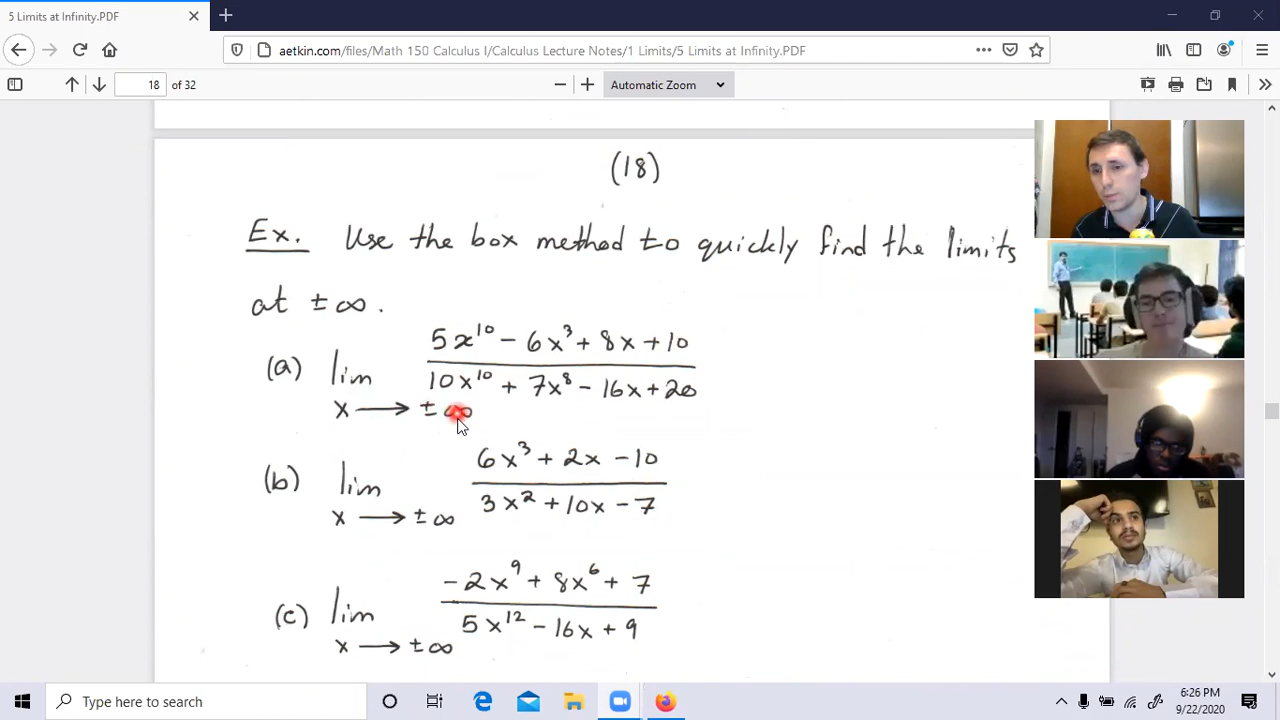 5 Limits at Infinity.PDF
aetkin.com/files/Math 150 Calculus I/Calculus Lecture Notes/1 Limits/5 Limits at Infinity.PDF
18 of 32
Automatic Zoom
(18)
Ex. Use the box method to quickly find the limits
at ±∞.
(a) lim x → ±∞ (5x^10 − 6x^3 + 8x + 10) / (10x^10 + 7x^8 − 16x + 20)
(b) lim x → ±∞ (6x^3 + 2x − 10) / (3x^2 + 10x − 7)
(c) lim x → ±∞ (−2x^9 + 8x^6 + 7) / (5x^12 − 16x + 9)
Type here to search
6:26 PM
9/22/2020